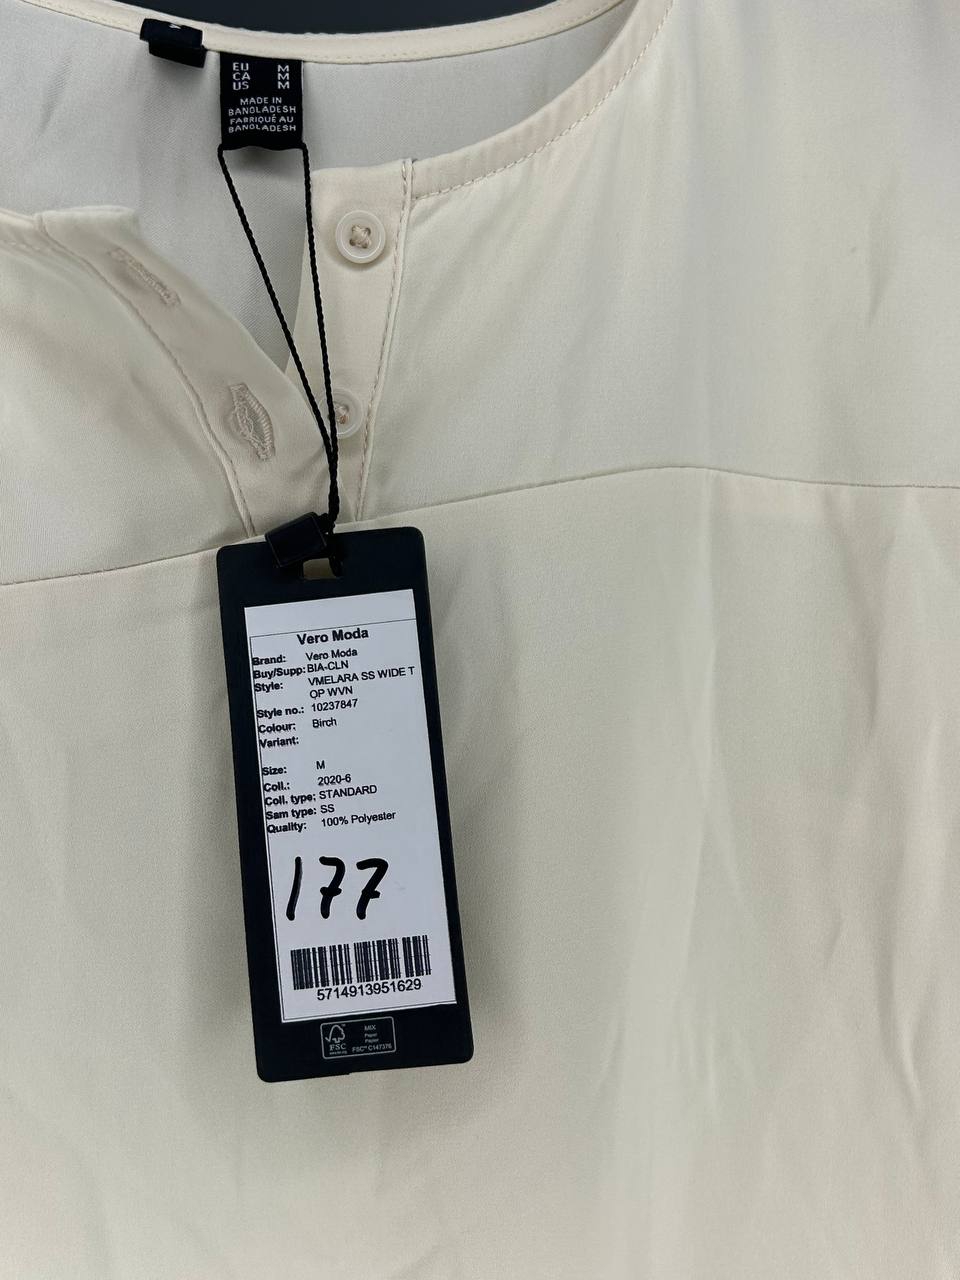 EU M
CA M
US M
MADE IN
BANGLADESH
FABRIQUÉ AU
BANGLADESH
Vero Moda
Brand: Vero Moda
Buy/Supp: BIA-CLN
Style: VMELARA SS WIDE T
OP WVN
Style no.: 10237847
Colour: Birch
Variant:
Size: M
Coll.: 2020-6
Coll. type: STANDARD
Sam type: SS
Quality: 100% Polyester
177
5714913951629
FSC
MIX
Paper
Papier
FSC® C147376